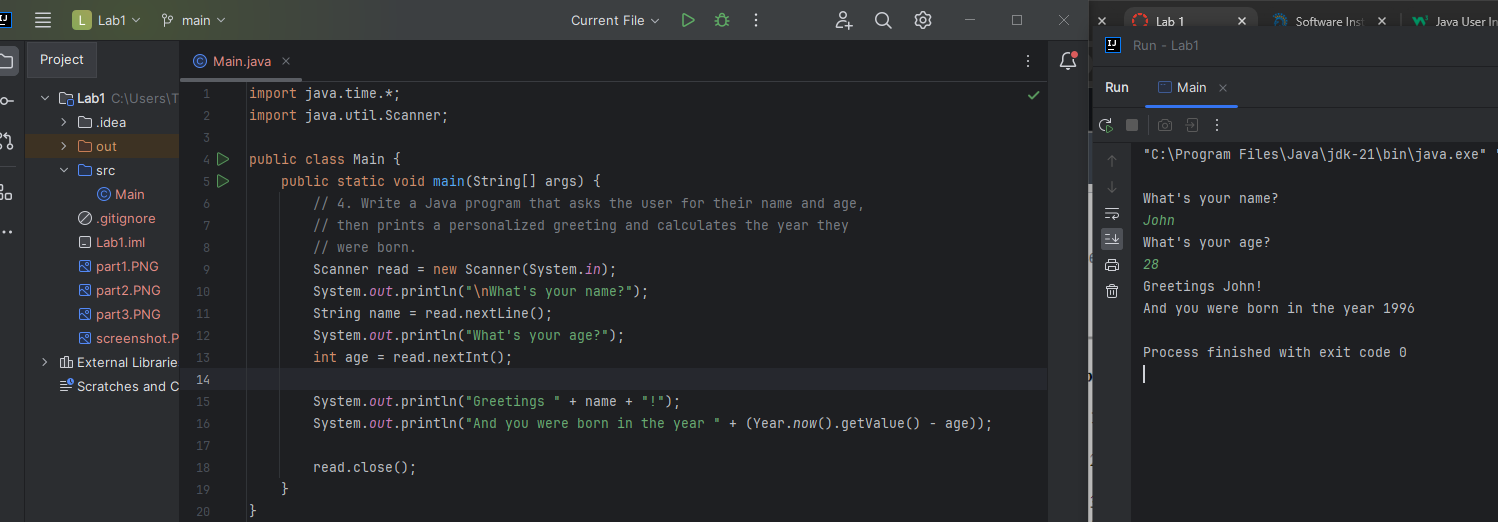 L Lab1 main Current File
Project
Main.java
Lab1 C:\Users\T
.idea
out
src
Main
.gitignore
Lab1.iml
part1.PNG
part2.PNG
part3.PNG
screenshot.P
External Librarie
Scratches and C
1 import java.time.*;
2 import java.util.Scanner;
3
4 public class Main {
5     public static void main(String[] args) {
6         // 4. Write a Java program that asks the user for their name and age,
7         // then prints a personalized greeting and calculates the year they
8         // were born.
9         Scanner read = new Scanner(System.in);
10         System.out.println("\nWhat's your name?");
11         String name = read.nextLine();
12         System.out.println("What's your age?");
13         int age = read.nextInt();
14
15         System.out.println("Greetings " + name + "!");
16         System.out.println("And you were born in the year " + (Year.now().getValue() - age));
17
18         read.close();
19     }
20 }
Lab 1 Software Inst Java User In
IJ Run - Lab1
Run Main
"C:\Program Files\Java\jdk-21\bin\java.exe"
What's your name?
John
What's your age?
28
Greetings John!
And you were born in the year 1996
Process finished with exit code 0